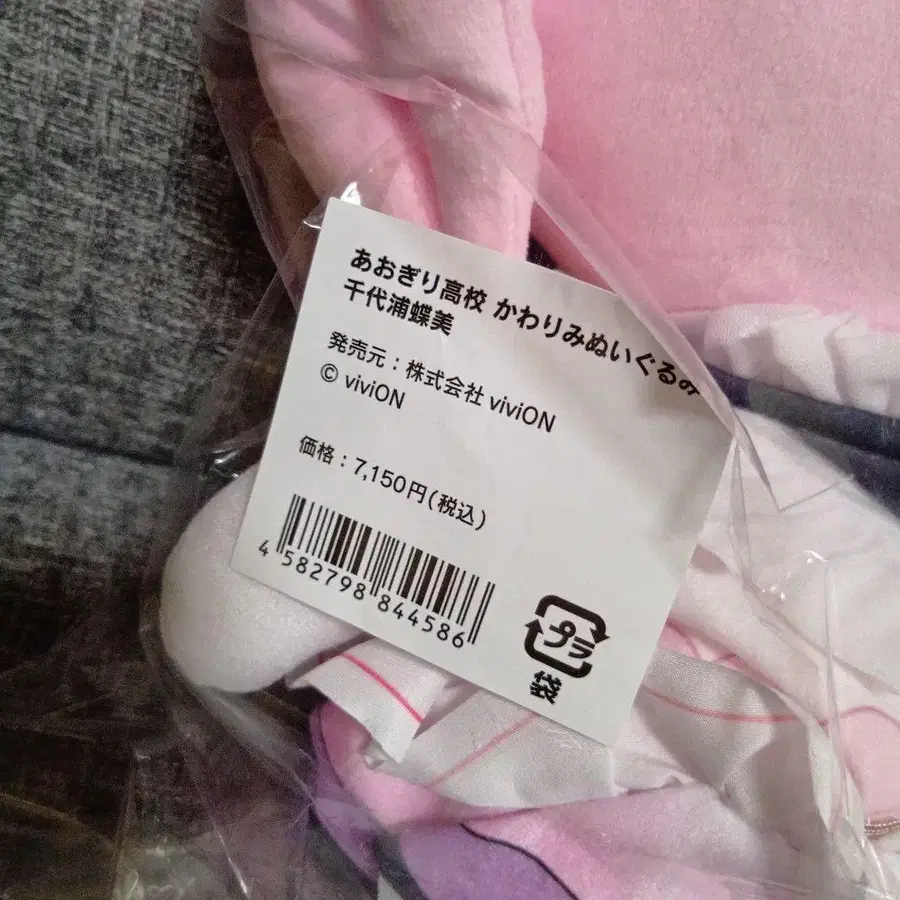 あおぎり高校 かわりみぬいぐるみ
千代浦蝶美
発売元：株式会社 viviON
© viviON
価格：7,150円(税込)
4 582798 844586
プラ
袋